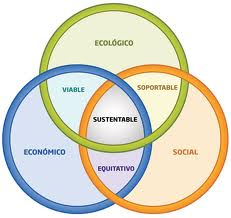 ECOLÓGICO
VIABLE
SOPORTABLE
SUSTENTABLE
ECONÓMICO
SOCIAL
EQUITATIVO